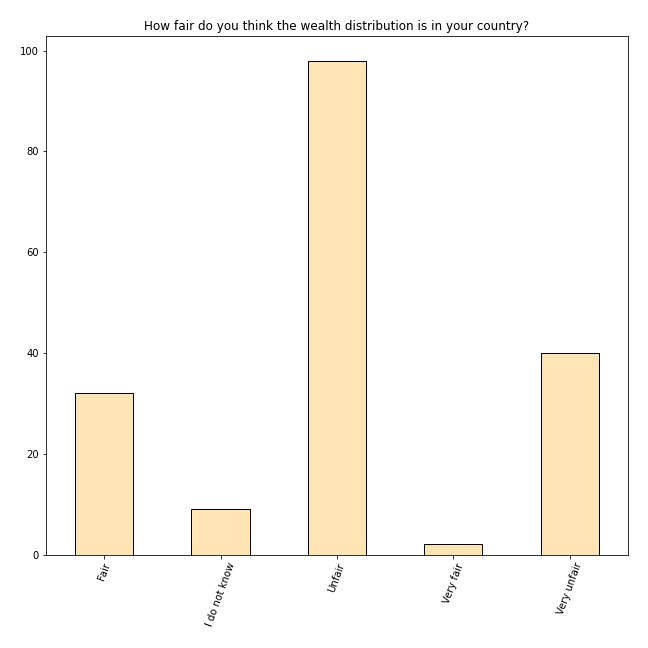 How fair do you think the wealth distribution is in your country?
100
80
60
40
20
0
Fair
I do not know
Unfair
Very fair
Very unfair